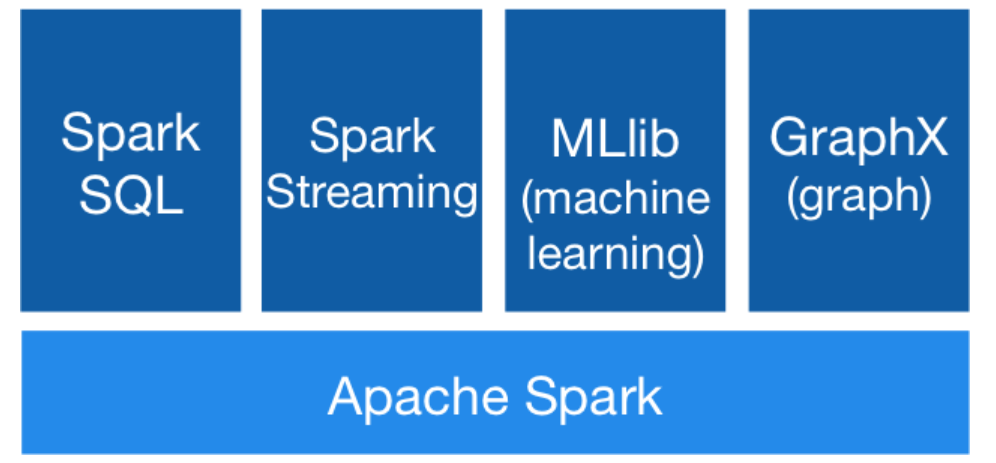 Spark
SQL
Spark
Streaming
MLlib
(machine
learning)
GraphX
(graph)
Apache Spark